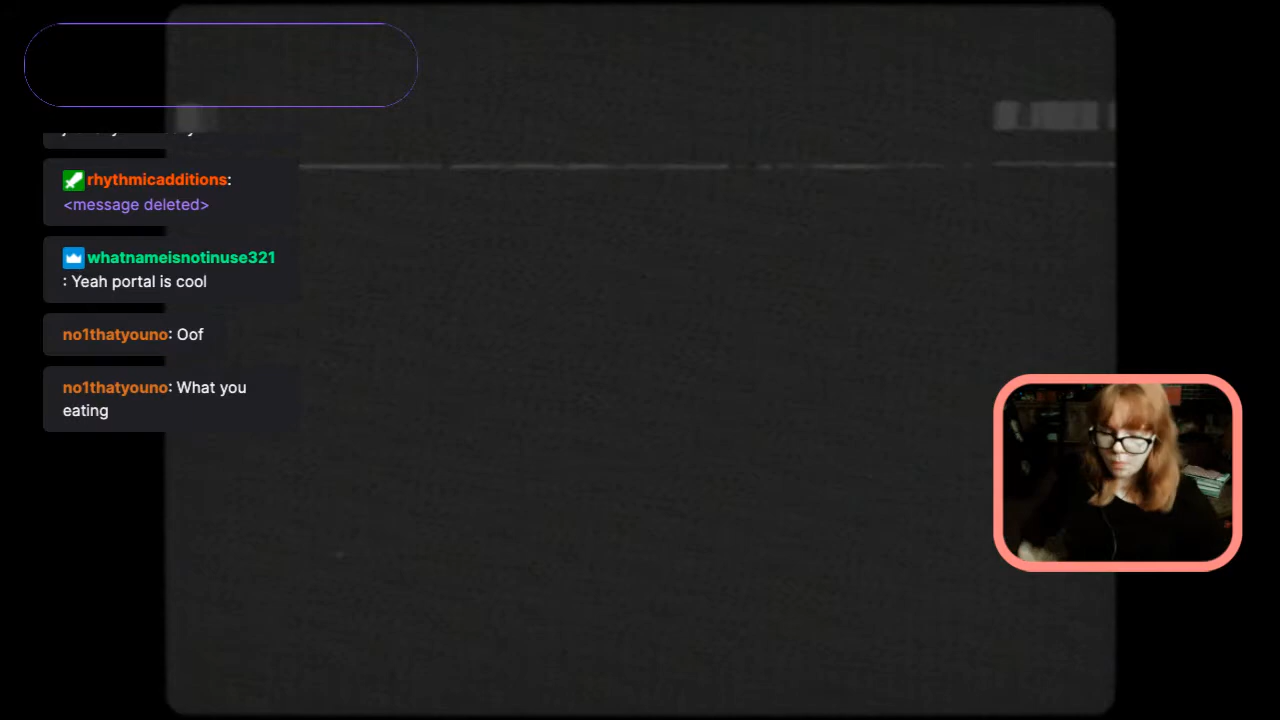 rhythmicadditions:
<message deleted>
whatnameisnotinuse321
: Yeah portal is cool
no1thatyouno: Oof
no1thatyouno: What you
eating